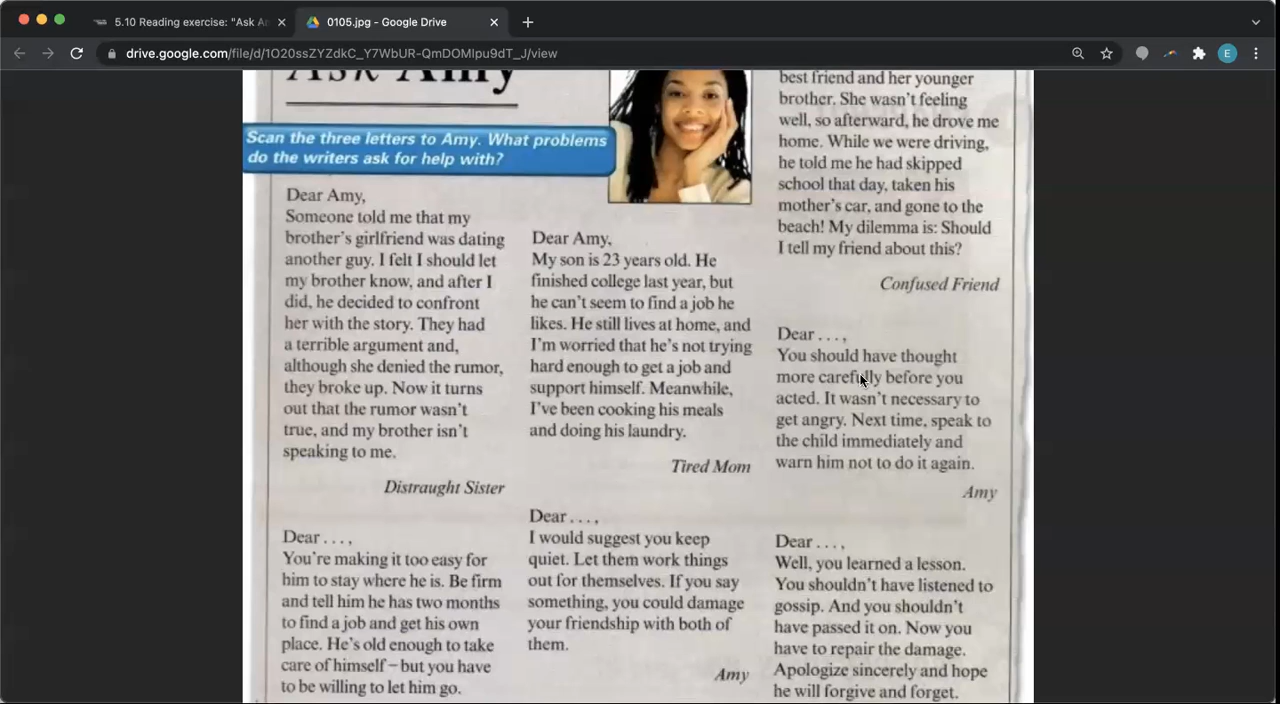 5.10 Reading exercise: "Ask An
0105.jpg - Google Drive
drive.google.com/file/d/1O20ssZYZdkC_Y7WbUR-QmDOMlpu9dT_J/view
E
Ask Amy
Scan the three letters to Amy. What problems
do the writers ask for help with?
Dear Amy,
Someone told me that my
brother's girlfriend was dating
another guy. I felt I should let
my brother know, and after I
did, he decided to confront
her with the story. They had
a terrible argument and,
although she denied the rumor,
they broke up. Now it turns
out that the rumor wasn't
true, and my brother isn't
speaking to me.
Distraught Sister
Dear . . . ,
You're making it too easy for
him to stay where he is. Be firm
and tell him he has two months
to find a job and get his own
place. He's old enough to take
care of himself – but you have
to be willing to let him go.
Dear Amy,
My son is 23 years old. He
finished college last year, but
he can't seem to find a job he
likes. He still lives at home, and
I'm worried that he's not trying
hard enough to get a job and
support himself. Meanwhile,
I've been cooking his meals
and doing his laundry.
Tired Mom
Dear . . . ,
I would suggest you keep
quiet. Let them work things
out for themselves. If you say
something, you could damage
your friendship with both of
them.
Amy
best friend and her younger
brother. She wasn't feeling
well, so afterward, he drove me
home. While we were driving,
he told me he had skipped
school that day, taken his
mother's car, and gone to the
beach! My dilemma is: Should
I tell my friend about this?
Confused Friend
Dear . . . ,
You should have thought
more carefully before you
acted. It wasn't necessary to
get angry. Next time, speak to
the child immediately and
warn him not to do it again.
Amy
Dear . . . ,
Well, you learned a lesson.
You shouldn't have listened to
gossip. And you shouldn't
have passed it on. Now you
have to repair the damage.
Apologize sincerely and hope
he will forgive and forget.